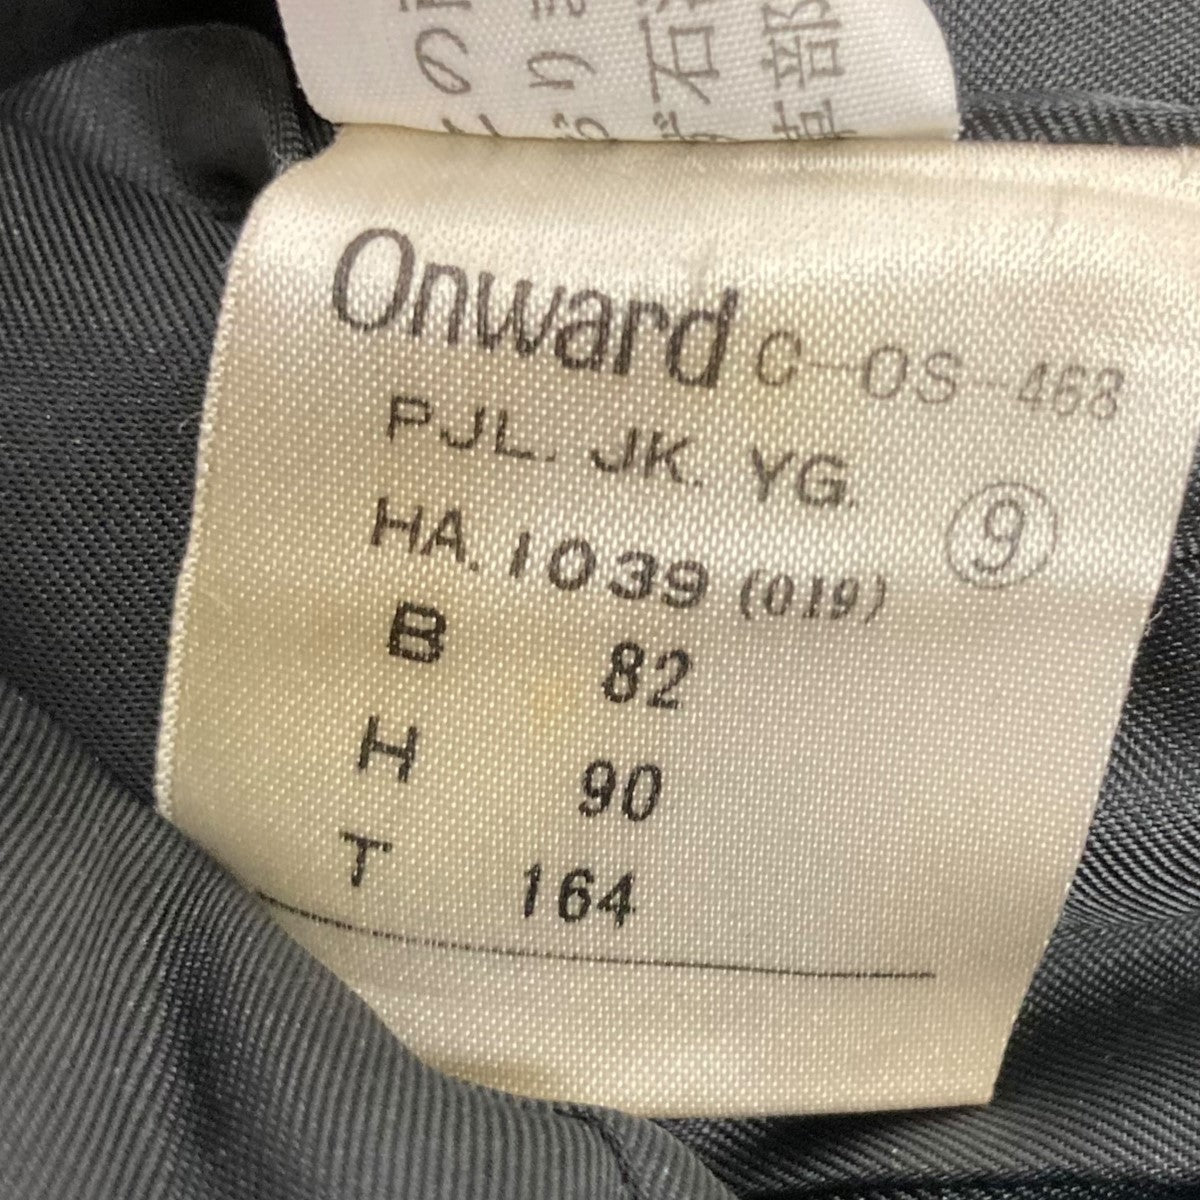 Onward C-OS-468
PJL. JK. YG.
HA. 1039 (019) ⑨
B 82
H 90
T 164